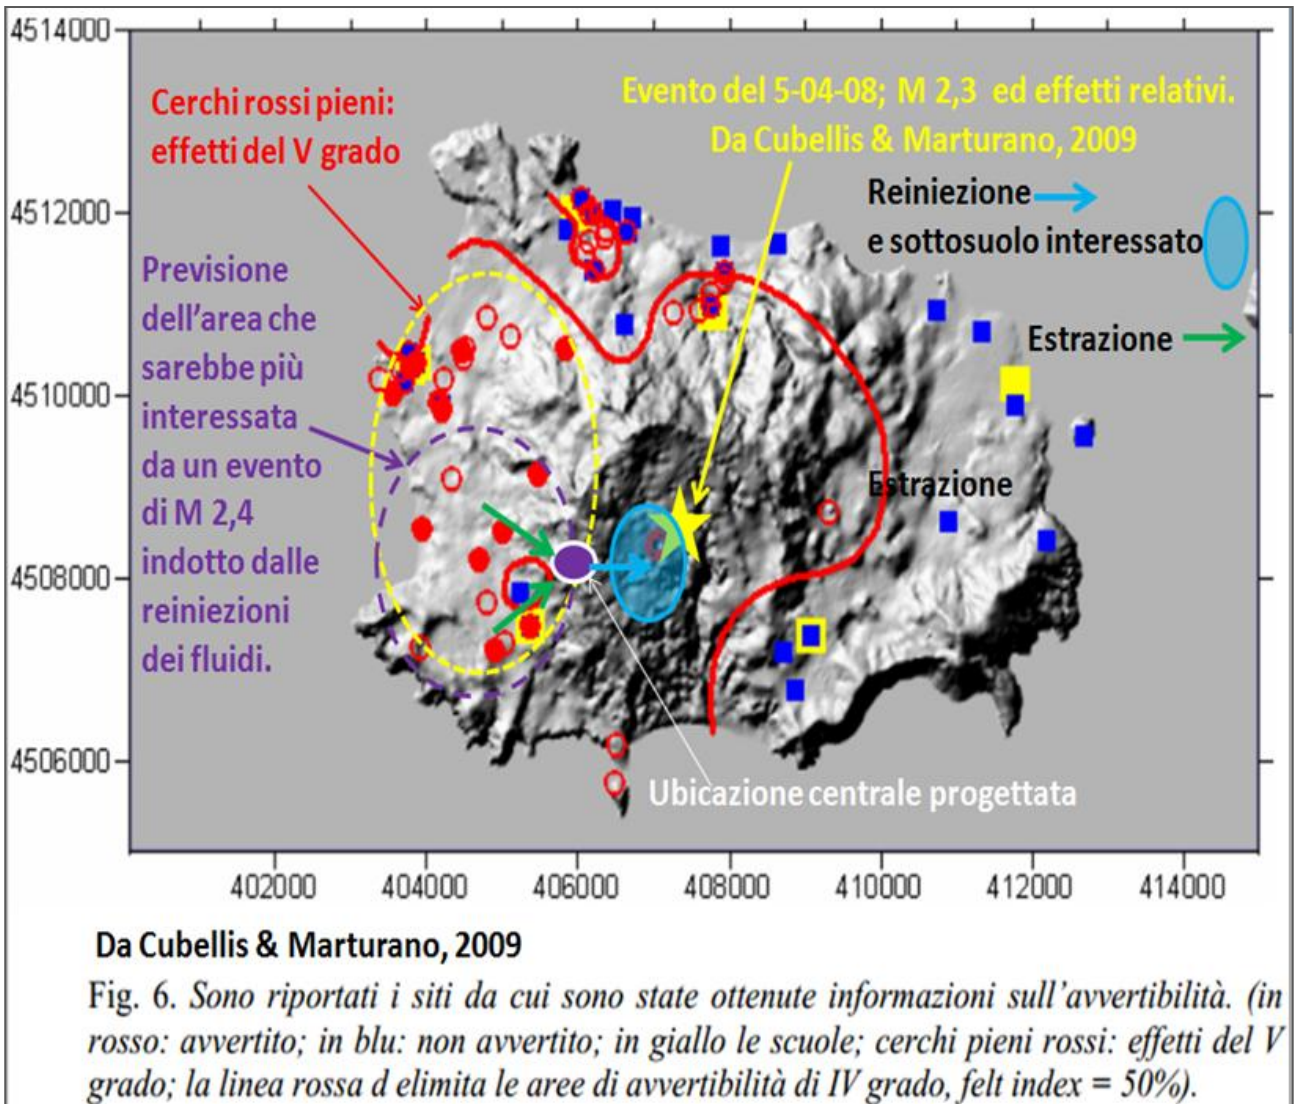 4514000
Cerchi rossi pieni:
effetti del V grado
Evento del 5-04-08; M 2,3 ed effetti relativi.
Da Cubellis & Marturano, 2009
Reiniezione
e sottosuolo interessato
4512000
Previsione
dell'area che
sarebbe più
interessata
da un evento
di M 2,4
indotto dalle
reiniezioni
dei fluidi.
Estrazione
4510000
Estrazione
4508000
4506000
Ubicazione centrale progettata
402000 404000 406000 408000 410000 412000 414000
Da Cubellis & Marturano, 2009
Fig. 6. Sono riportati i siti da cui sono state ottenute informazioni sull'avvertibilità. (in
rosso: avvertito; in blu: non avvertito; in giallo le scuole; cerchi pieni rossi: effetti del V
grado; la linea rossa d elimita le aree di avvertibilità di IV grado, felt index = 50%).